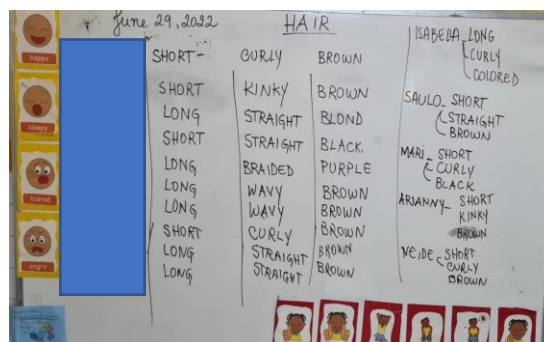 June 29, 2022
HAIR
SHORT - CURLY BROWN
SHORT KINKY BROWN
LONG STRAIGHT BLOND
SHORT STRAIGHT BLACK.
LONG BRAIDED PURPLE
LONG WAVY BROWN
LONG WAVY BROWN
SHORT CURLY BROWN
LONG STRAIGHT BROWN
LONG STRAIGHT BROWN
ISABELLA LONG
CURLY
COLORED
SAULO - SHORT
STRAIGHT
BROWN
MARI - SHORT
CURLY
BLACK
ARIANNY - SHORT
KINKY
BROWN
NEIDE - SHORT
CURLY
BROWN
happy
sleepy
scared
angry